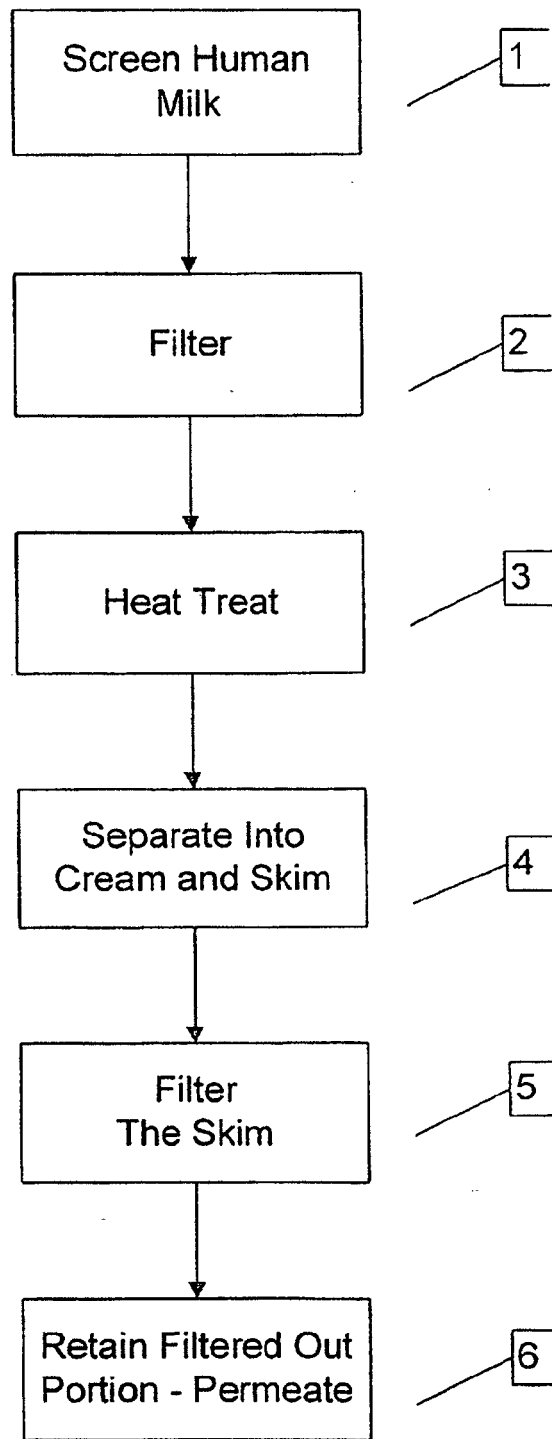 Screen Human
Milk
1
Filter
2
Heat Treat
3
Separate Into
Cream and Skim
4
Filter
The Skim
5
Retain Filtered Out
Portion - Permeate
6